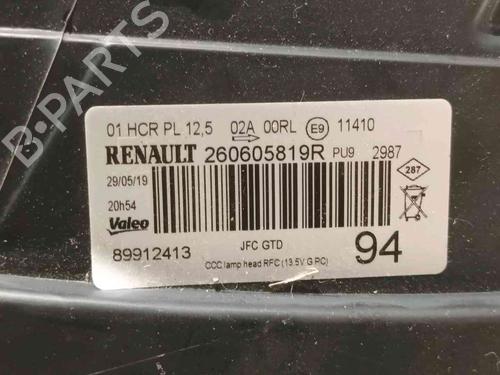 01 HCR PL 12,5 02A 00RL E9 11410
RENAULT 260605819R PU9 2987
29/05/19
287
20h54
Valeo
89912413 JFC GTD 94
CCC lamp head RFC (13.5V G PC)
B-Parts